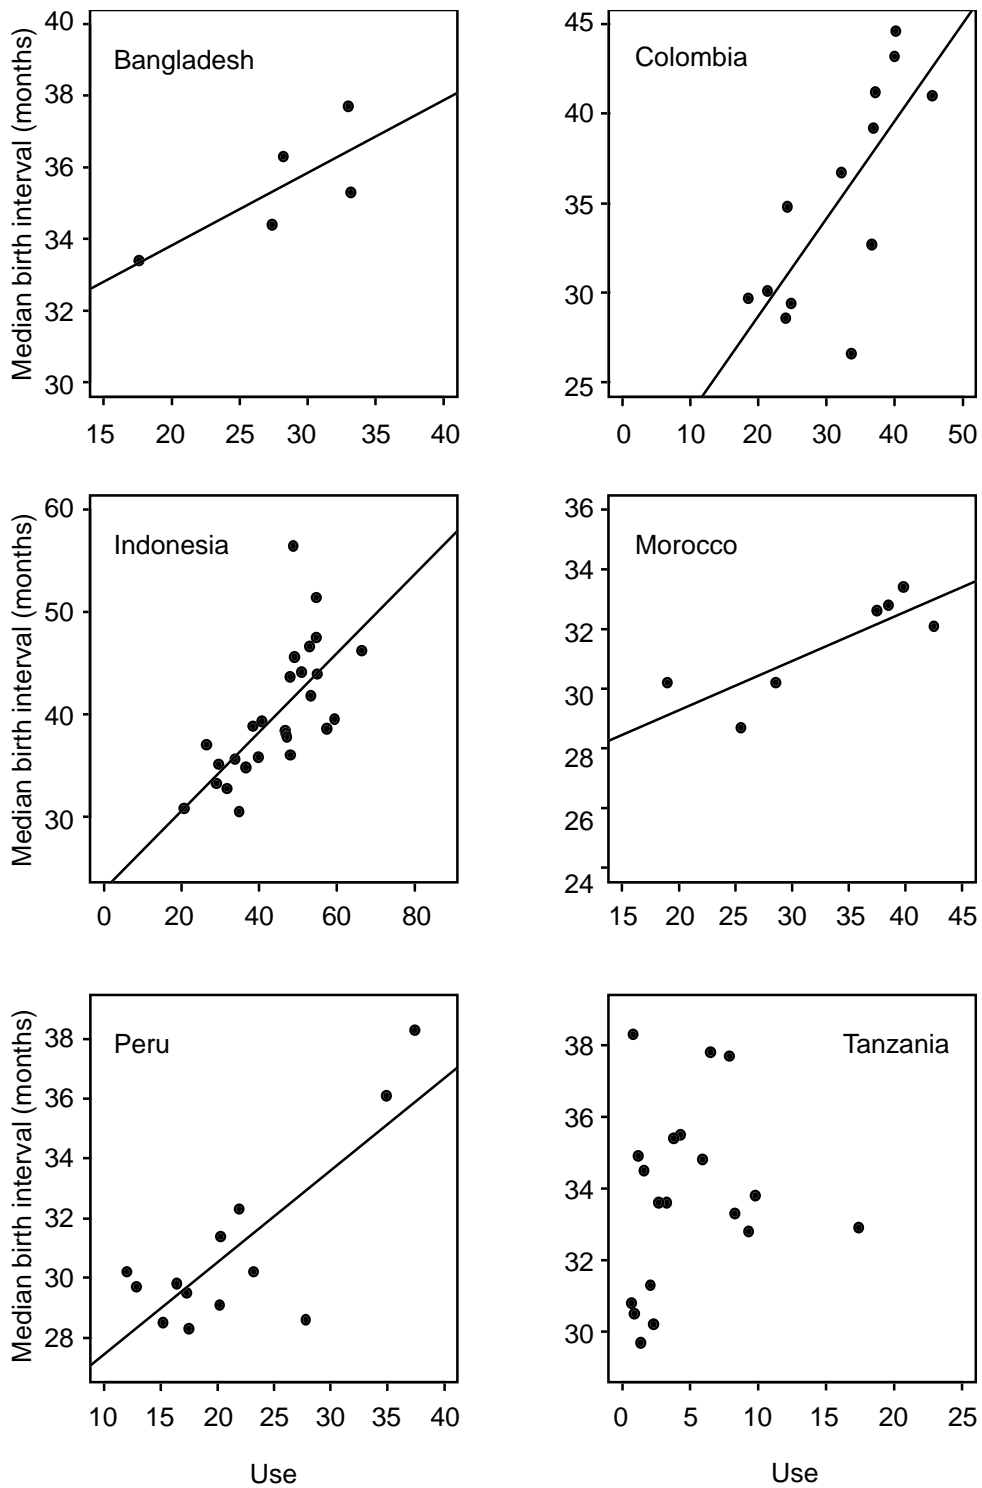 Median birth interval (months)
40
38
36
34
32
30
Bangladesh
15 20 25 30 35 40
45
40
35
30
25
Colombia
0 10 20 30 40 50
Median birth interval (months)
60
50
40
30
Indonesia
0 20 40 60 80
36
34
32
30
28
26
24
Morocco
15 20 25 30 35 40 45
Median birth interval (months)
38
36
34
32
30
28
Peru
10 15 20 25 30 35 40
Use
38
36
34
32
30
Tanzania
0 5 10 15 20 25
Use